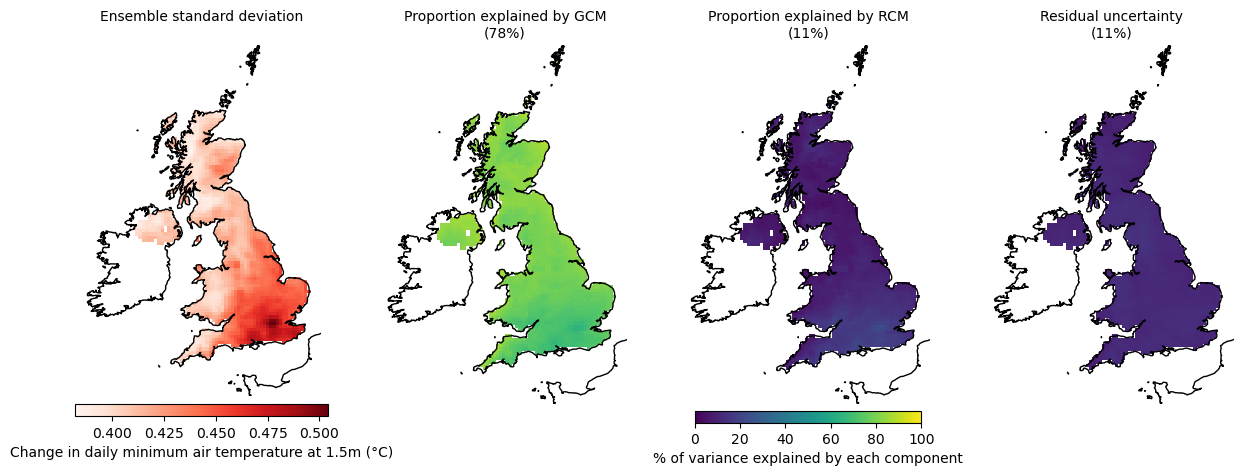 Ensemble standard deviation
Proportion explained by GCM
(78%)
Proportion explained by RCM
(11%)
Residual uncertainty
(11%)
0.400 0.425 0.450 0.475 0.500
Change in daily minimum air temperature at 1.5m (°C)
0 20 40 60 80 100
% of variance explained by each component